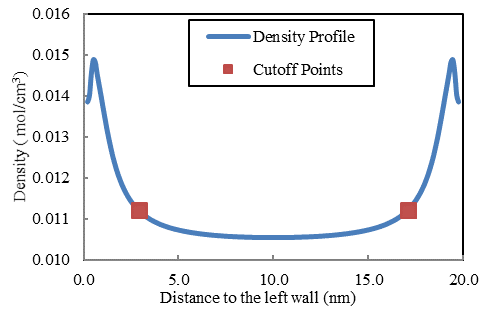 0.016
0.015
0.014
0.013
0.012
0.011
0.010
Density ( mol/cm³)
Density Profile
Cutoff Points
0.0 5.0 10.0 15.0 20.0
Distance to the left wall (nm)